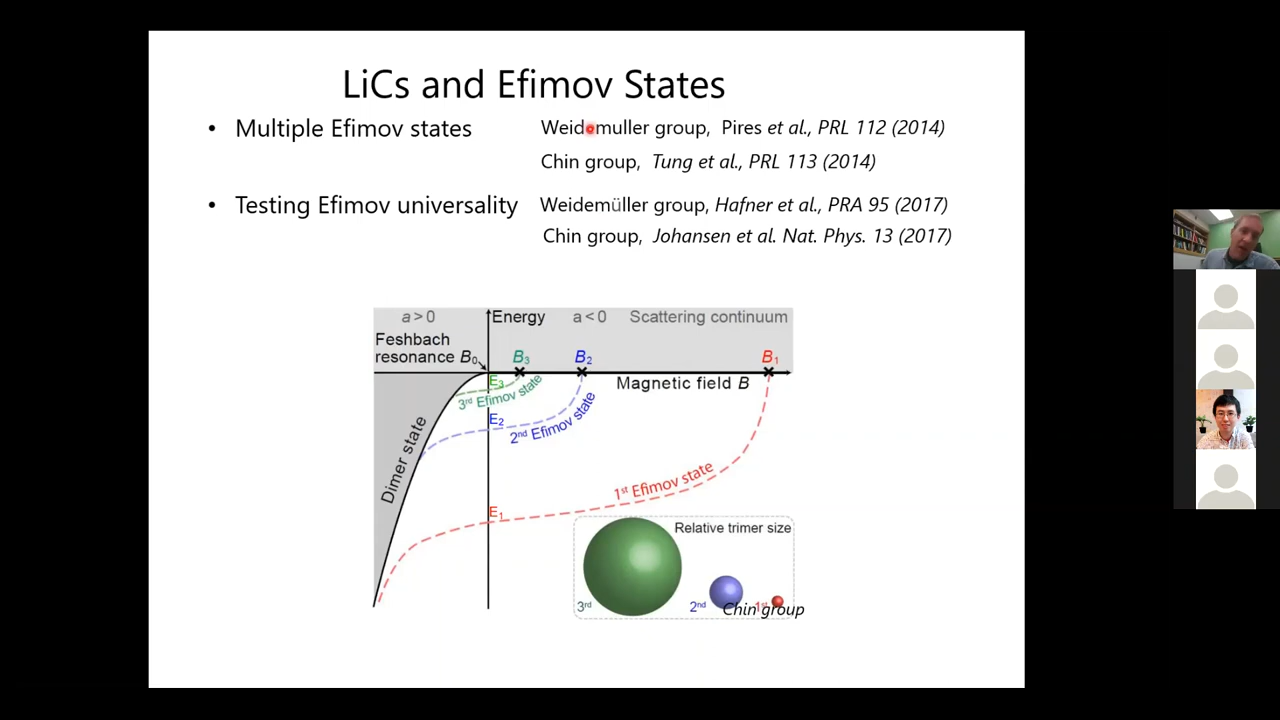 LiCs and Efimov States
• Multiple Efimov states
Weidemuller group, Pires et al., PRL 112 (2014)
Chin group, Tung et al., PRL 113 (2014)
• Testing Efimov universality
Weidemüller group, Hafner et al., PRA 95 (2017)
Chin group, Johansen et al. Nat. Phys. 13 (2017)
a > 0
Energy
a < 0
Scattering continuum
Feshbach
resonance B0
B3
B2
B1
Magnetic field B
E3
3rd Efimov state
E2
2nd Efimov state
Dimer state
1st Efimov state
E1
Relative trimer size
3rd
2nd
1st
Chin group